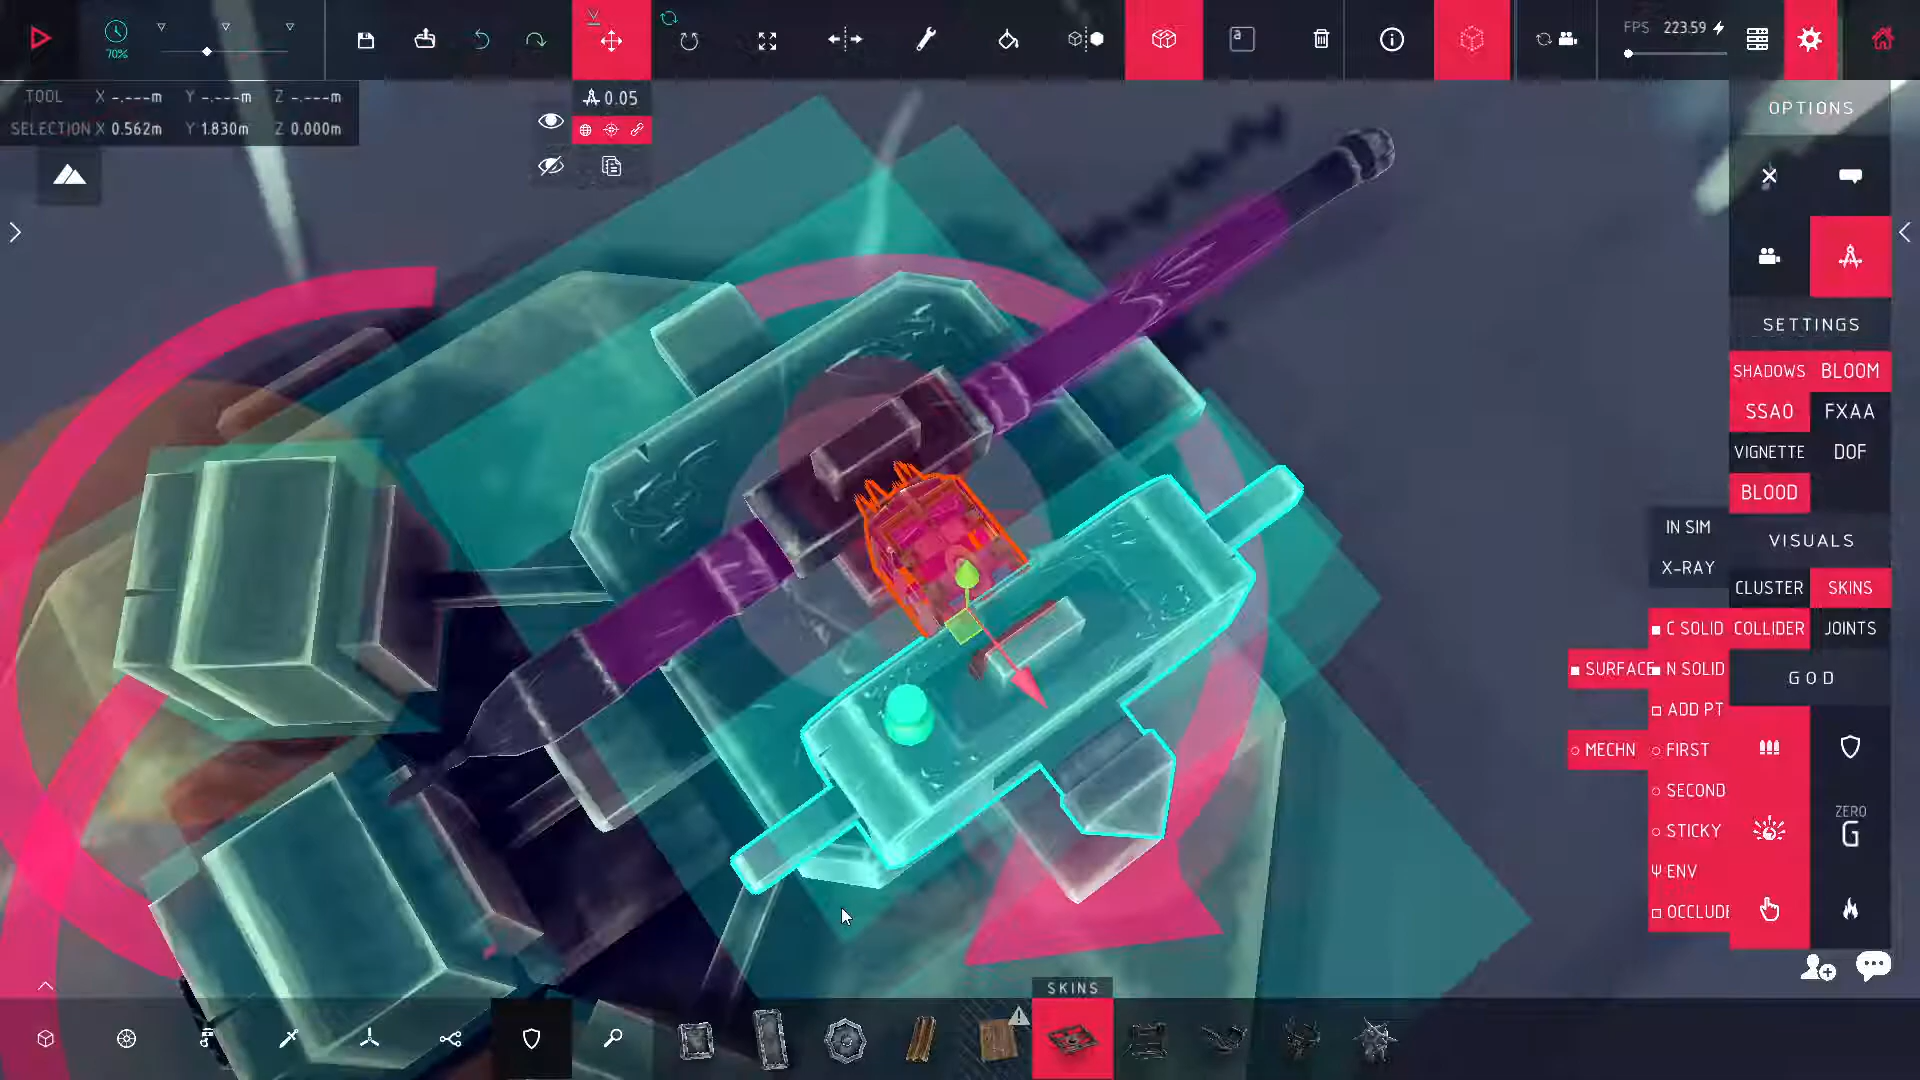 70%
FPS 223.59
TOOL X -.---m Y -.---m Z -.---m
SELECTION X 0.562m Y 1.830m Z 0.000m
0.05
a
OPTIONS
SETTINGS
SHADOWS BLOOM
SSAO FXAA
VIGNETTE DOF
BLOOD
IN SIM VISUALS
X-RAY CLUSTER SKINS
C SOLID COLLIDER JOINTS
SURFACE N SOLID GOD
ADD PT
MECHN FIRST
SECOND
ZERO
G
STICKY
ENV
OCCLUDE
SKINS